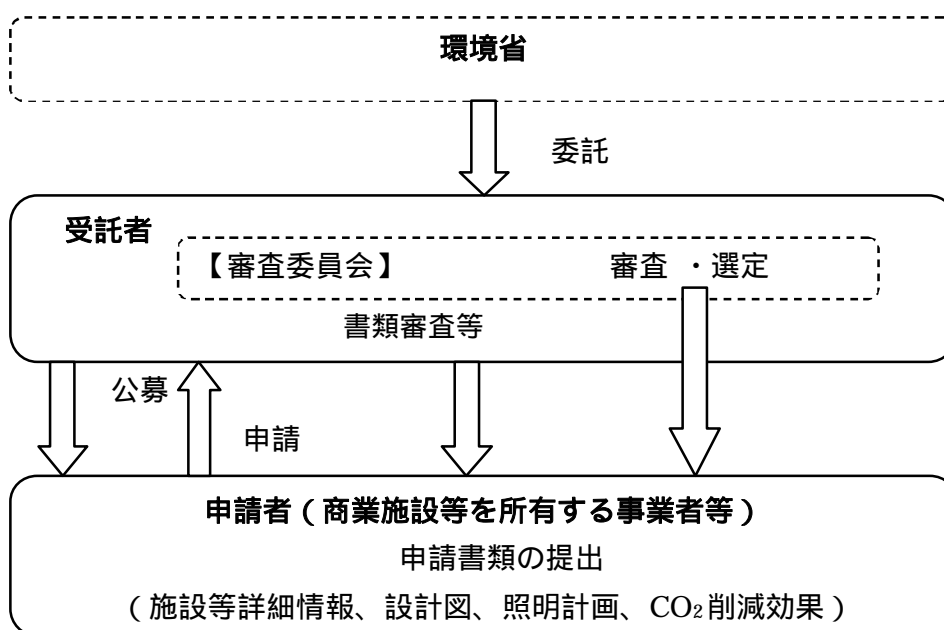 環境省
委託
受託者
【審査委員会】 審査 ・選定
書類審査等
公募
申請
申請者（商業施設等を所有する事業者等）
申請書類の提出
（施設等詳細情報、設計図、照明計画、CO₂削減効果）